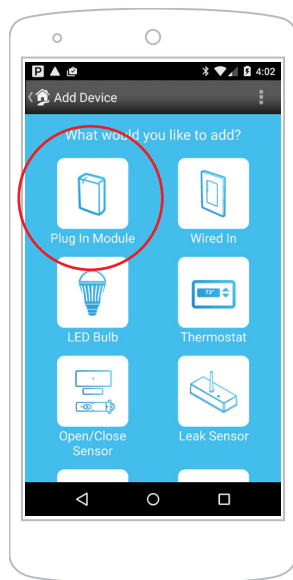 4:02
Add Device
What would you like to add?
Plug In Module
Wired In
LED Bulb
72°
Thermostat
Open/Close
Sensor
Leak Sensor